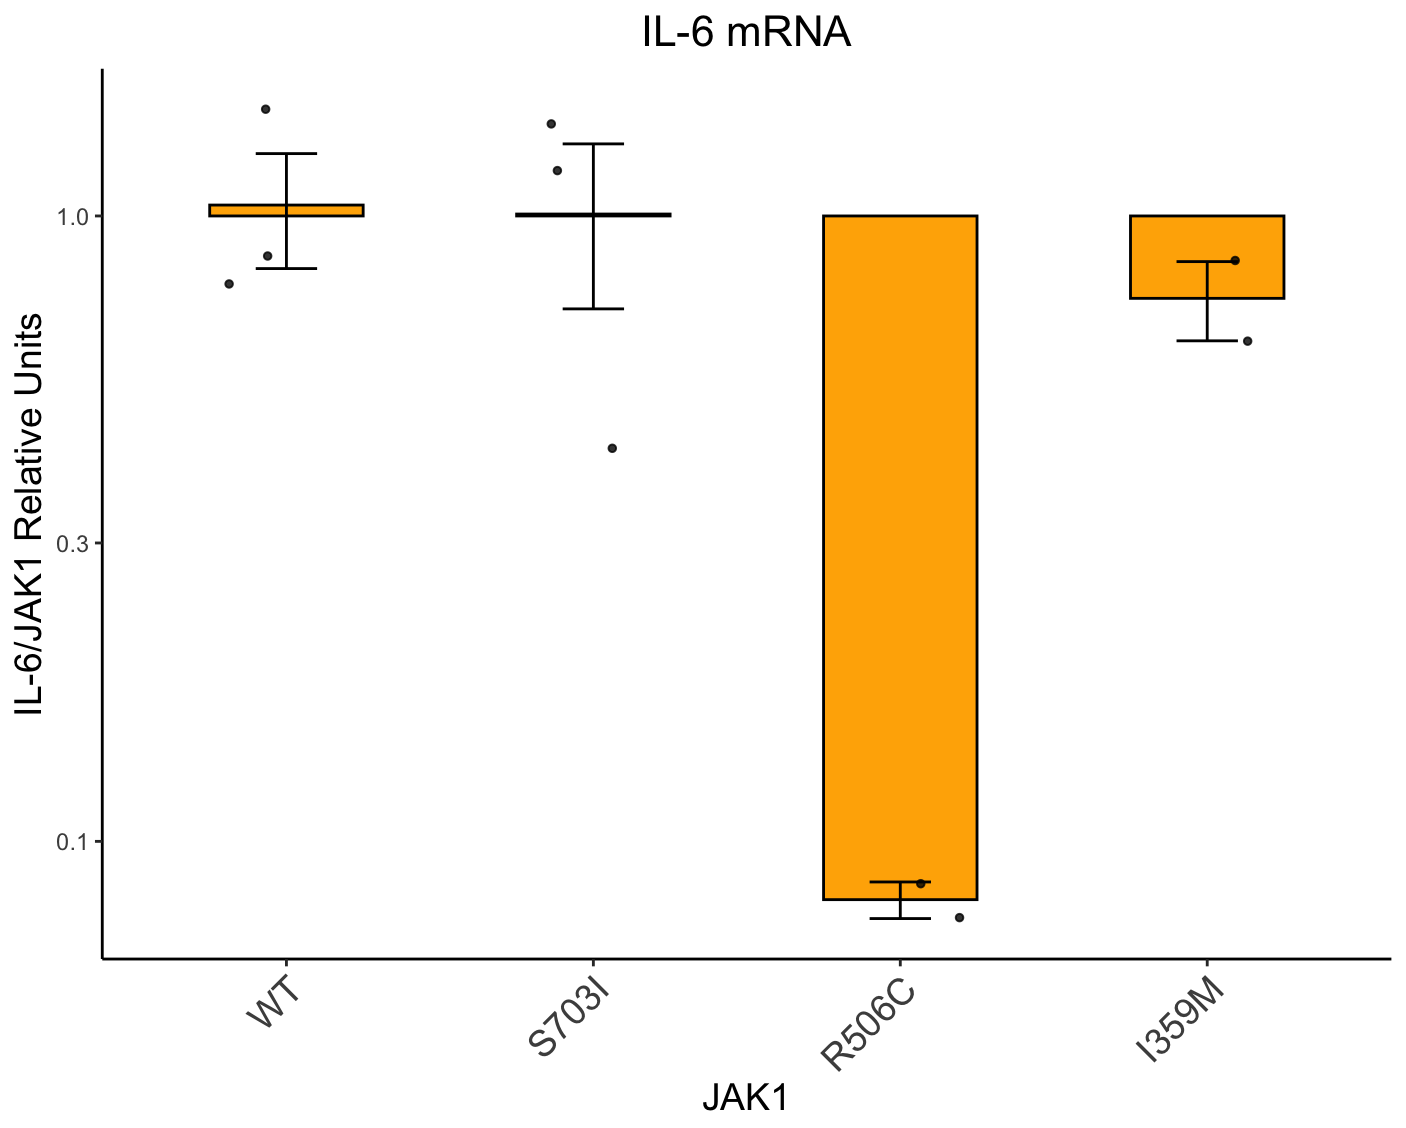 IL-6 mRNA
IL-6/JAK1 Relative Units
1.0
0.3
0.1
WT
S703I
R506C
I359M
JAK1